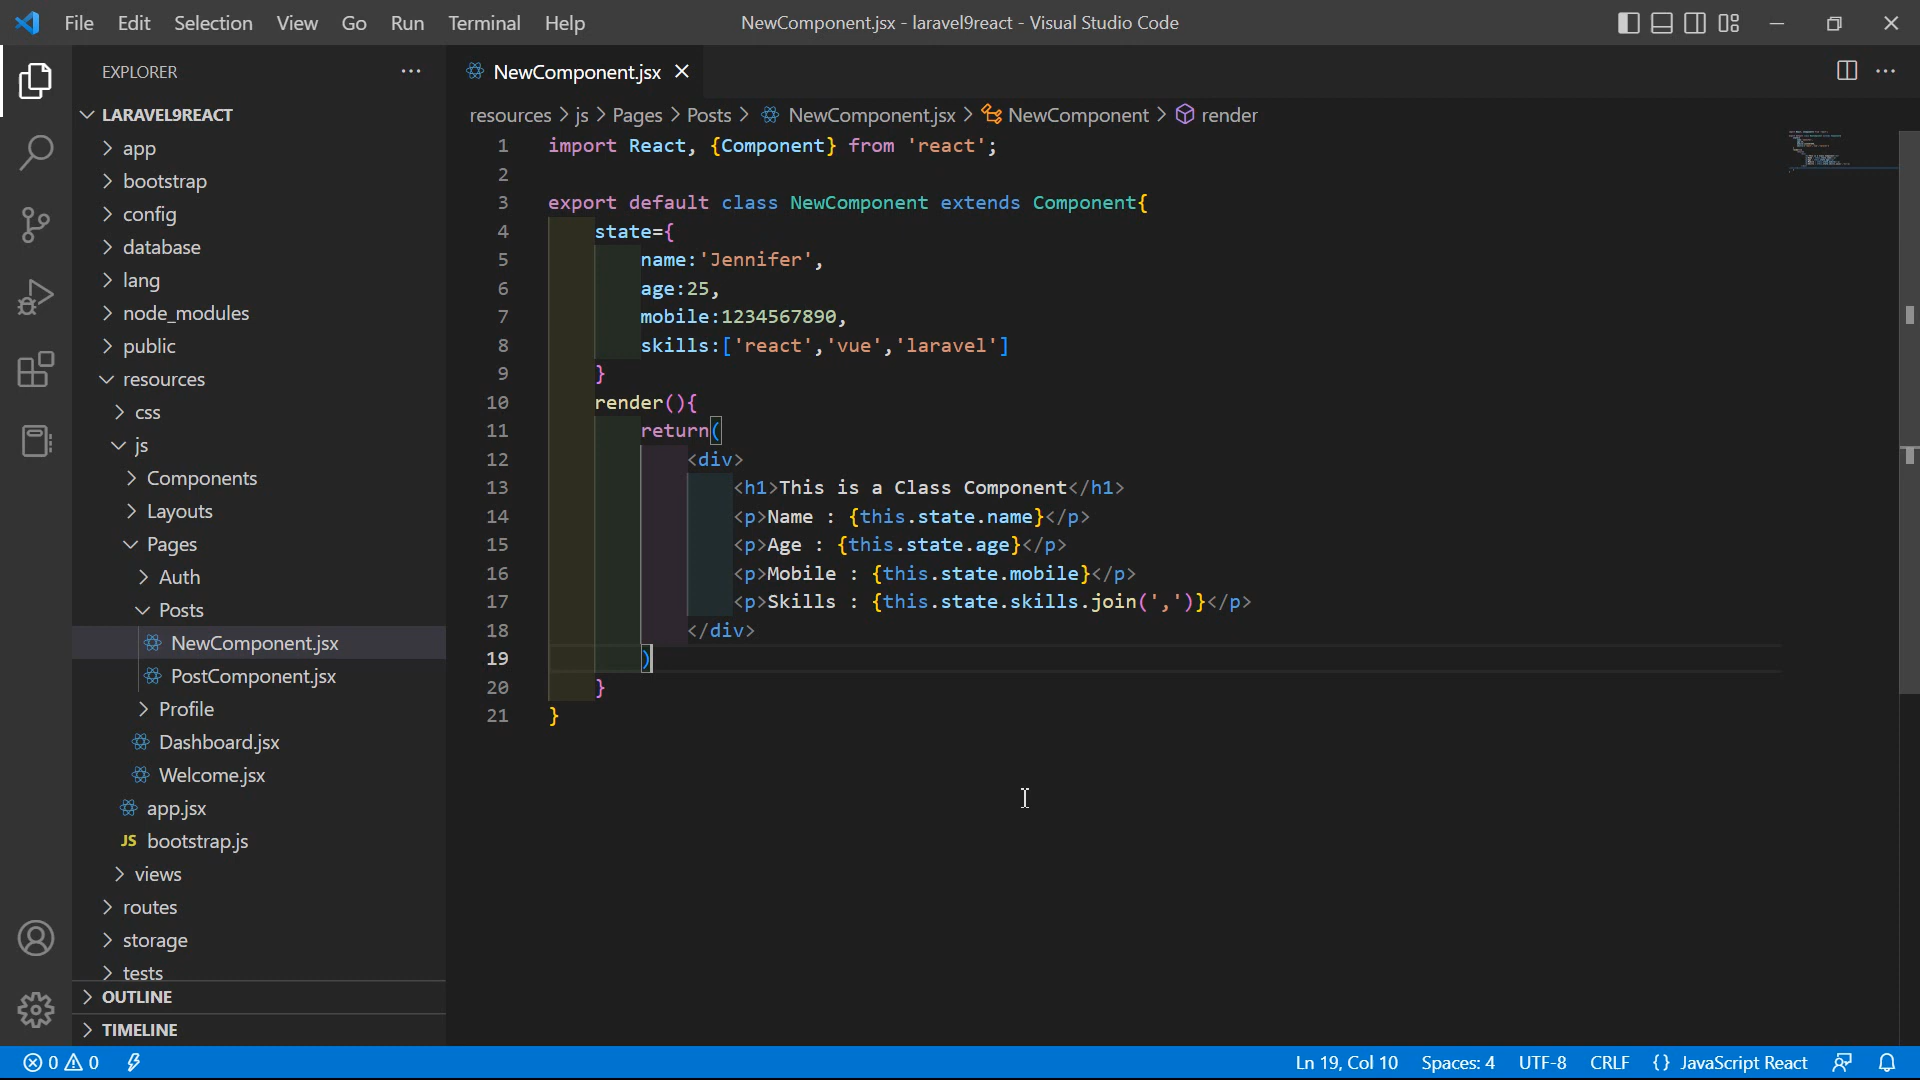 File Edit Selection View Go Run Terminal Help
NewComponent.jsx - laravel9react - Visual Studio Code
EXPLORER
LARAVEL9REACT
app
bootstrap
config
database
lang
node_modules
public
resources
css
js
Components
Layouts
Pages
Auth
Posts
NewComponent.jsx
PostComponent.jsx
Profile
Dashboard.jsx
Welcome.jsx
app.jsx
JS bootstrap.js
views
routes
storage
tests
OUTLINE
TIMELINE
NewComponent.jsx
resources > js > Pages > Posts > NewComponent.jsx > NewComponent > render
1 import React, {Component} from 'react';
2
3 export default class NewComponent extends Component{
4 state={
5 name:'Jennifer',
6 age:25,
7 mobile:1234567890,
8 skills:['react','vue','laravel']
9 }
10 render(){
11 return(
12 <div>
13 <h1>This is a Class Component</h1>
14 <p>Name : {this.state.name}</p>
15 <p>Age : {this.state.age}</p>
16 <p>Mobile : {this.state.mobile}</p>
17 <p>Skills : {this.state.skills.join(',')}</p>
18 </div>
19 )
20 }
21 }
0 0
Ln 19, Col 10 Spaces: 4 UTF-8 CRLF {} JavaScript React